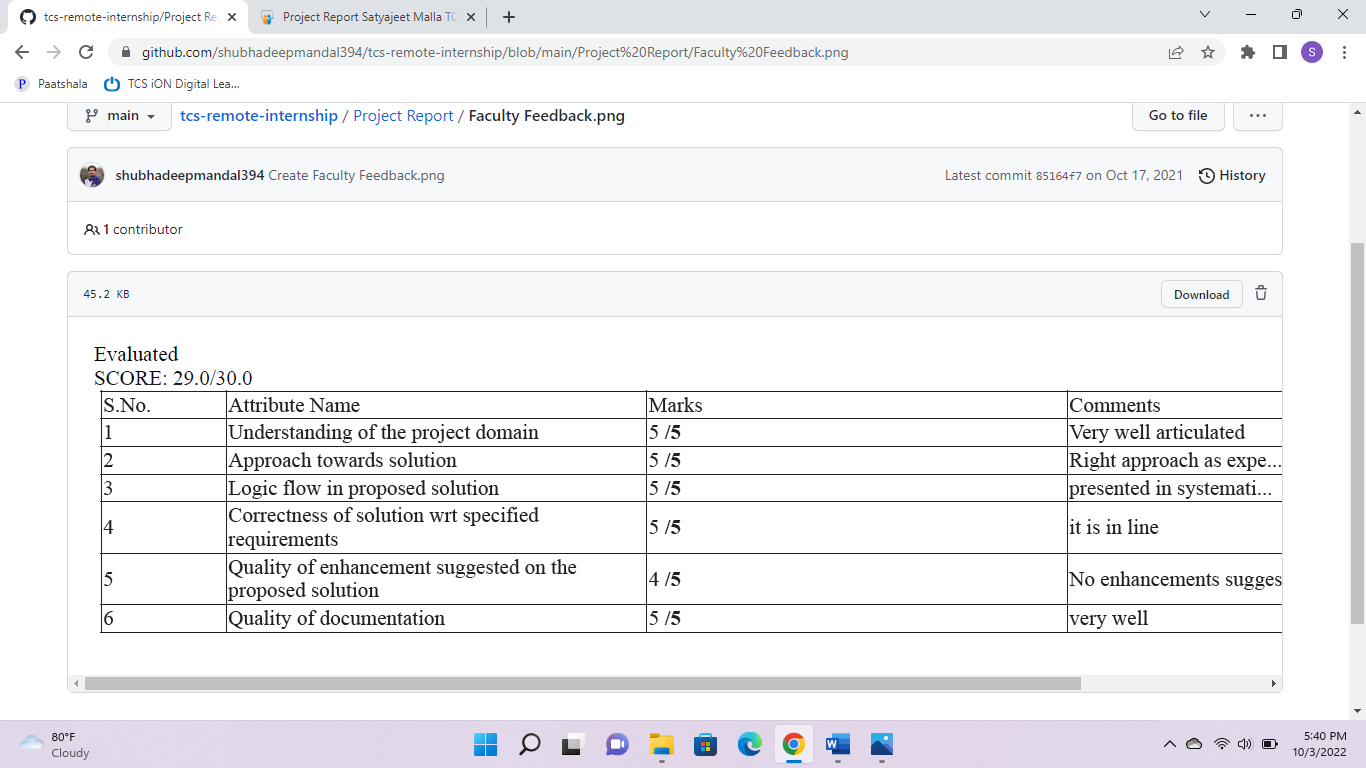 tcs-remote-internship/Project Re
Project Report Satyajeet Malla TC
github.com/shubhadeepmandal394/tcs-remote-internship/blob/main/Project%20Report/Faculty%20Feedback.png
S
P Paatshala
TCS iON Digital Lea...
main
tcs-remote-internship / Project Report / Faculty Feedback.png
Go to file
...
shubhadeepmandal394 Create Faculty Feedback.png
Latest commit 85164f7 on Oct 17, 2021
History
1 contributor
45.2 KB
Download
Evaluated
SCORE: 29.0/30.0
S.No. Attribute Name Marks Comments
1 Understanding of the project domain 5 /5 Very well articulated
2 Approach towards solution 5 /5 Right approach as expe...
3 Logic flow in proposed solution 5 /5 presented in systemati...
4 Correctness of solution wrt specified
requirements 5 /5 it is in line
5 Quality of enhancement suggested on the
proposed solution 4 /5 No enhancements sugges
6 Quality of documentation 5 /5 very well
80°F
Cloudy
5:40 PM
10/3/2022